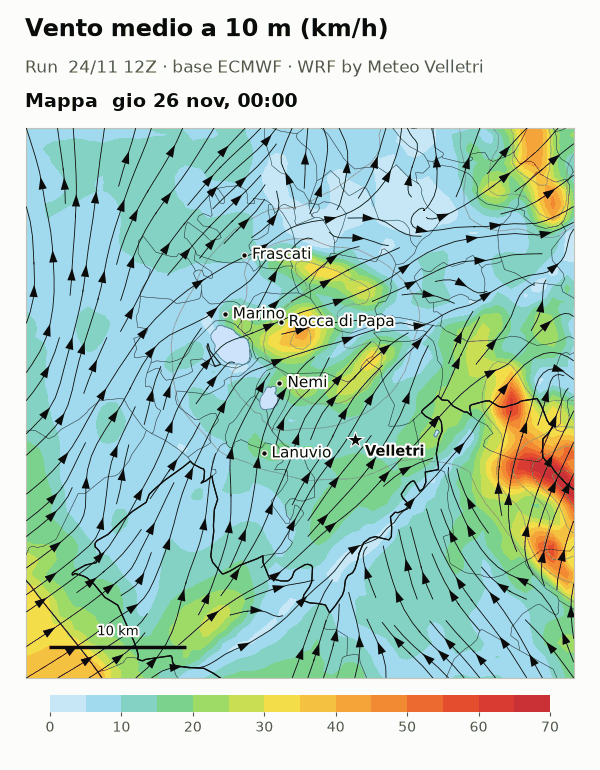 Vento medio a 10 m (km/h)
Run  24/11 12Z · base ECMWF · WRF by Meteo Velletri
Mappa  gio 26 nov, 00:00
Frascati
Marino
Rocca di Papa
Nemi
Velletri
Lanuvio
10 km
0 10 20 30 40 50 60 70